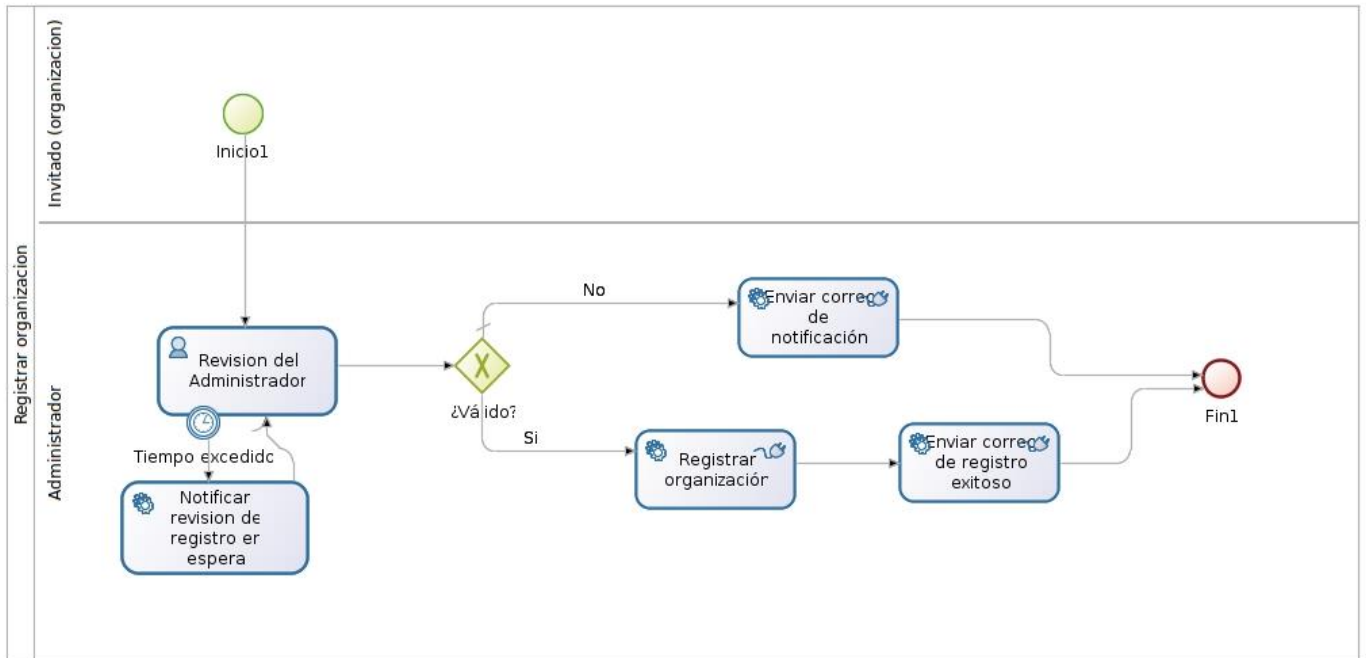 Registrar organizacion
Invitado (organizacion)
Inicio1
Administrador
Revision del
Administrador
Tiempo excedido
Notificar
revision de
registro en
espera
¿Válido?
No
Enviar correo
de
notificación
Si
Registrar
organización
Enviar correo
de registro
exitoso
Fin1